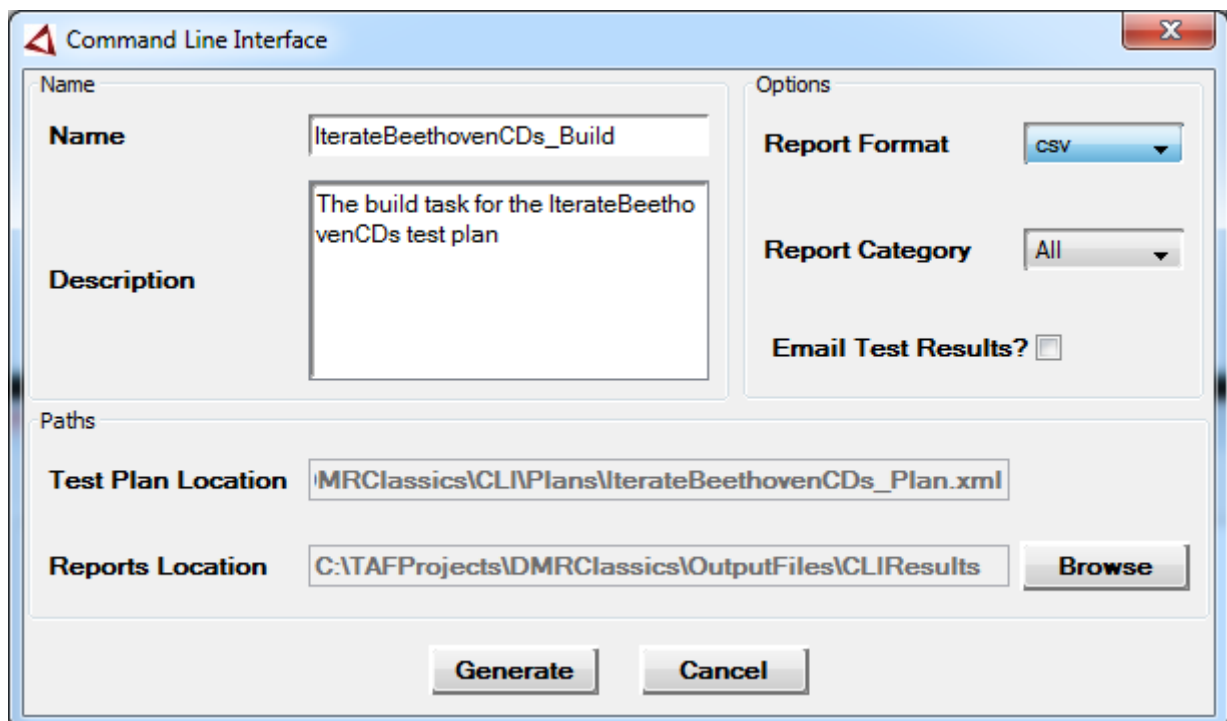 Command Line Interface
Name
Name
IterateBeethovenCDs_Build
Description
The build task for the IterateBeetho
venCDs test plan
Options
Report Format
csv
Report Category
All
Email Test Results?
Paths
Test Plan Location
MRClassics\CLI\Plans\IterateBeethovenCDs_Plan.xml
Reports Location
C:\TAFProjects\DMRClassics\OutputFiles\CLIResults
Browse
Generate
Cancel